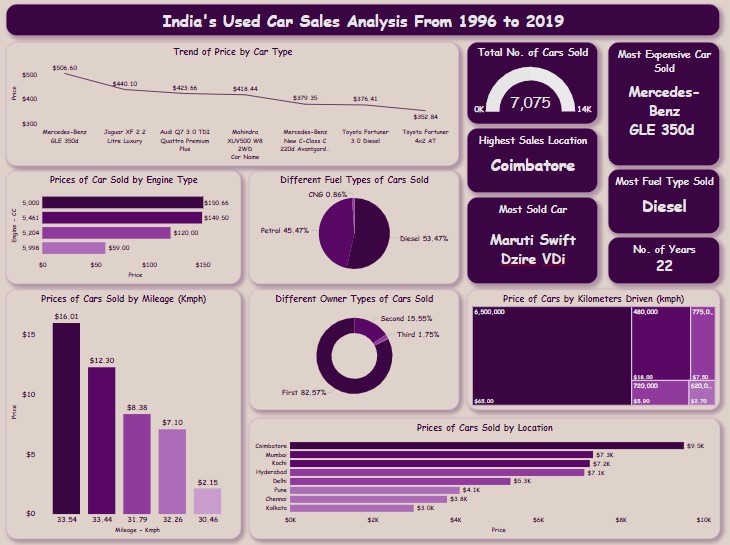 India's Used Car Sales Analysis From 1996 to 2019
Trend of Price by Car Type
Price
$500
$400
$300
$506.60
$440.10
$423.66
$418.44
$379.35
$376.41
$352.84
Mercedes-Benz
GLE 350d
Jaguar XF 2.2
Litre Luxury
Audi Q7 3.0 TDI
Quattro Premium
Plus
Mahindra
XUV500 W8
2WD
Mercedes-Benz
New C-Class C
220d Avantgard..
Toyota Fortuner
3.0 Diesel
Toyota Fortuner
4x2 AT
Car Name
Total No. of Cars Sold
0K
7,075
14K
Most Expensive Car
Sold
Mercedes-
Benz
GLE 350d
Highest Sales Location
Coimbatore
Most Fuel Type Sold
Diesel
Most Sold Car
Maruti Swift
Dzire VDi
No. of Years
22
Prices of Car Sold by Engine Type
Engine - CC
5,000
$150.66
5,461
$149.50
5,204
$120.00
5,998
$59.00
$0
$50
$100
$150
Price
Different Fuel Types of Cars Sold
CNG 0.86%
Petrol 45.47%
Diesel 53.47%
Prices of Cars Sold by Mileage (Kmph)
Price
$15
$10
$5
$0
$16.01
$12.30
$8.38
$7.10
$2.15
33.54
33.44
31.79
32.26
30.46
Mileage - Kmph
Different Owner Types of Cars Sold
Second 15.55%
Third 1.75%
First 82.57%
Price of Cars by Kilometers Driven (kmph)
6,500,000
$65.00
480,000
$18.00
775,0...
$7.50
720,000
$5.90
620,0...
$2.70
Prices of Cars Sold by Location
Coimbatore
$9.5K
Mumbai
$7.3K
Kochi
$7.2K
Hyderabad
$7.1K
Delhi
$5.3K
Pune
$4.1K
Chennai
$3.8K
Kolkata
$3.0K
$0K
$2K
$4K
$6K
$8K
$10K
Price